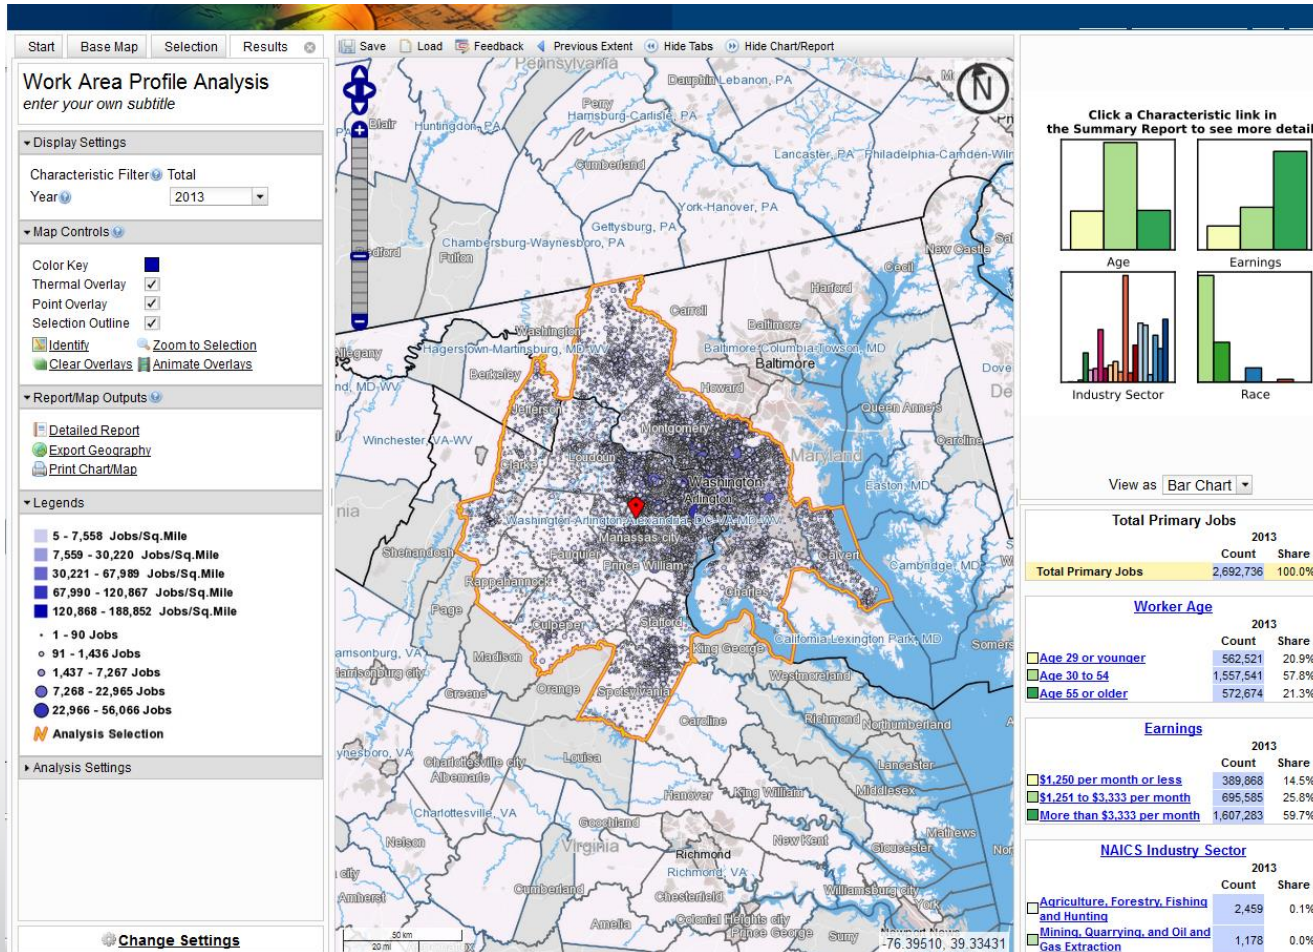 Start
Base Map
Selection
Results
Save
Load
Feedback
Previous Extent
Hide Tabs
Hide Chart/Report
Work Area Profile Analysis
enter your own subtitle
Display Settings
Characteristic Filter Total
Year 2013
Map Controls
Color Key
Thermal Overlay
Point Overlay
Selection Outline
Identify
Zoom to Selection
Clear Overlays
Animate Overlays
Report/Map Outputs
Detailed Report
Export Geography
Print Chart/Map
Legends
5 - 7,558 Jobs/Sq.Mile
7,559 - 30,220 Jobs/Sq.Mile
30,221 - 67,989 Jobs/Sq.Mile
67,990 - 120,867 Jobs/Sq.Mile
120,868 - 188,852 Jobs/Sq.Mile
1 - 90 Jobs
91 - 1,436 Jobs
1,437 - 7,267 Jobs
7,268 - 22,965 Jobs
22,966 - 56,066 Jobs
Analysis Selection
Analysis Settings
Change Settings
Pennsylvania
Dauphin
Lebanon, PA
Perry
Blair
Huntingdon, PA
Harrisburg-Carlisle, PA
Cumberland
Lancaster, PA
York-Hanover, PA
Gettysburg, PA
Chambersburg-Waynesboro, PA
Fulton
New Castle
Cecil
Harford
Carroll
Baltimore
Washington
Hagerstown-Martinsburg, MD-WV
Baltimore-Columbia-Towson, MD
Baltimore
Allegany
Berkeley
Howard
Jefferson
Queen Anne's
Montgomery
Winchester, VA-WV
Caroline
Clarke
Loudoun
Maryland
Washington
Arlington
Easton, MD
Washington-Arlington-Alexandria, DC-VA-MD-WV
Manassas city
Shenandoah
Fauquier
Prince William
Calvert
Cambridge, MD
Rappahannock
Charles
Page
Culpeper
Stafford
California-Lexington Park, MD
King George
Madison
Westmoreland
Greene
Orange
Spotsylvania
Caroline
Richmond
Northumberland
Louisa
Charlottesville city
Albemarle
Lancaster
Middlesex
Hanover
King William
Charlottesville, VA
Goochland
Mathews
Nelson
Virginia
New Kent
Gloucester
Richmond
Richmond, VA
Cumberland
Williamsburg city
Amherst
Chesterfield
York
Amelia
Colonial Heights city
Prince George
Surry
50 km
20 mi
-76.39510, 39.33431
N
Click a Characteristic link in
the Summary Report to see more detail
Age
Earnings
Industry Sector
Race
View as Bar Chart
Total Primary Jobs
2013
Count Share
Total Primary Jobs 2,692,736 100.0%
Worker Age
2013
Count Share
Age 29 or younger 562,521 20.9%
Age 30 to 54 1,557,541 57.8%
Age 55 or older 572,674 21.3%
Earnings
2013
Count Share
$1,250 per month or less 389,868 14.5%
$1,251 to $3,333 per month 695,585 25.8%
More than $3,333 per month 1,607,283 59.7%
NAICS Industry Sector
2013
Count Share
Agriculture, Forestry, Fishing
and Hunting 2,459 0.1%
Mining, Quarrying, and Oil and
Gas Extraction 1,178 0.0%